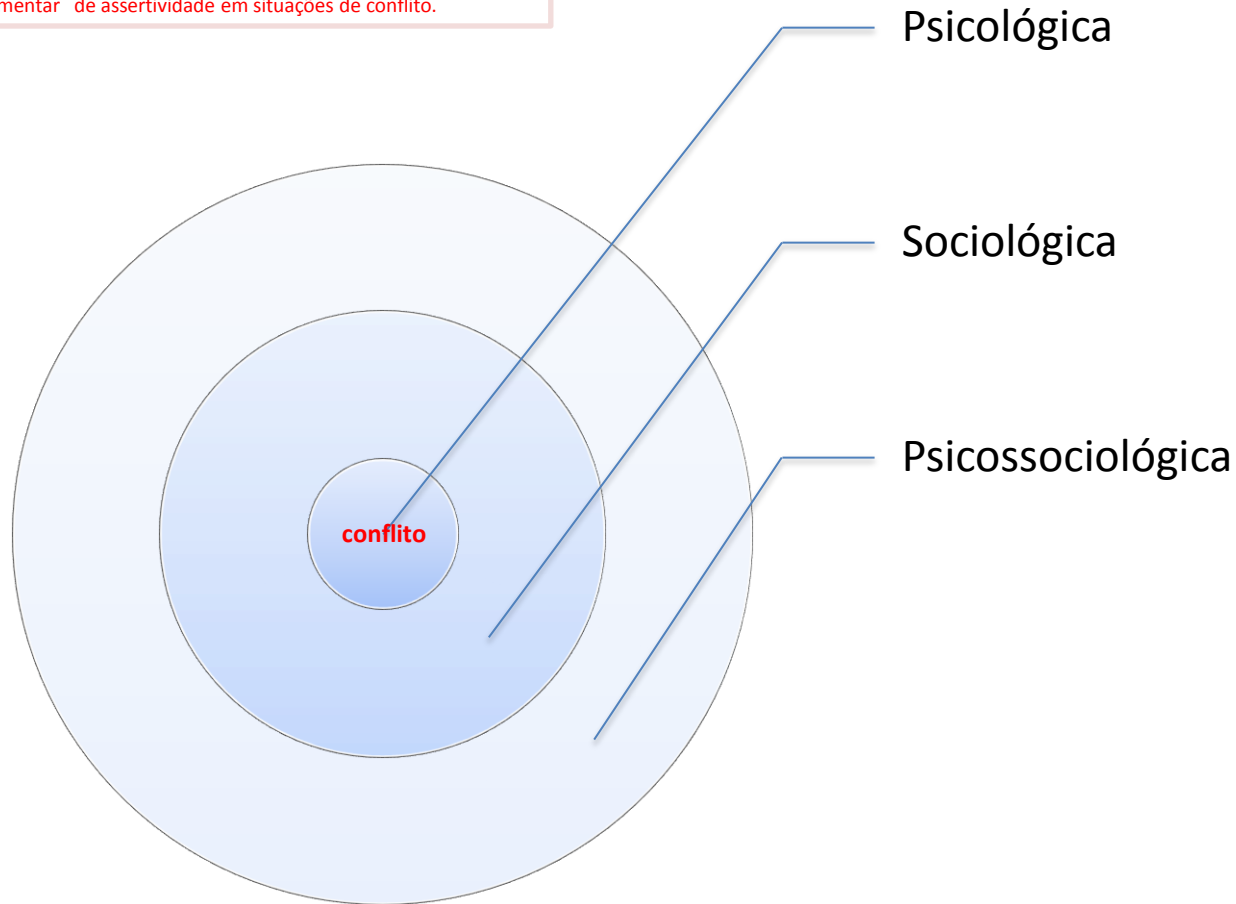 mentar" de assertividade em situações de conflito.
Psicológica
Sociológica
Psicossociológica
conflito